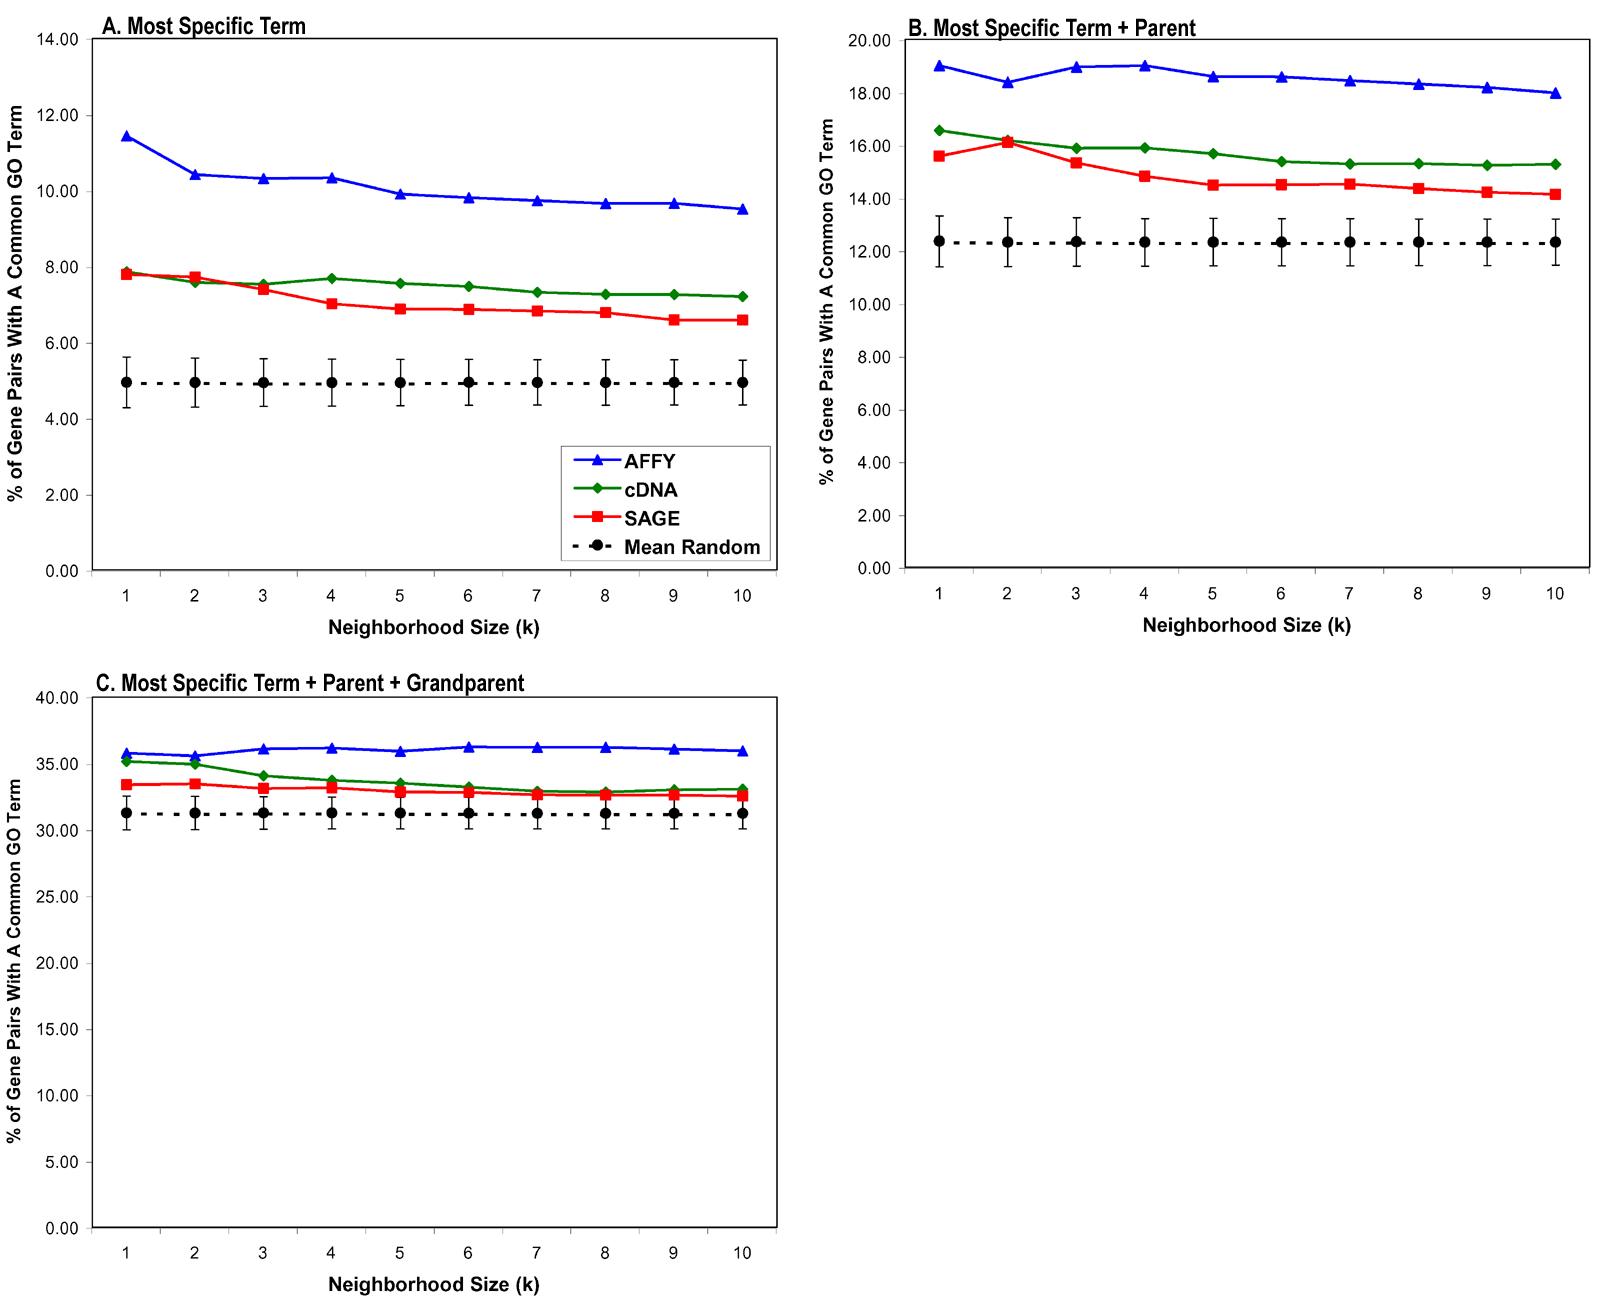 A. Most Specific Term
14.00
12.00
10.00
8.00
6.00
4.00
2.00
0.00
% of Gene Pairs With A Common GO Term
AFFY
cDNA
SAGE
Mean Random
1 2 3 4 5 6 7 8 9 10
Neighborhood Size (k)
B. Most Specific Term + Parent
20.00
18.00
16.00
14.00
12.00
10.00
8.00
6.00
4.00
2.00
0.00
% of Gene Pairs With A Common GO Term
1 2 3 4 5 6 7 8 9 10
Neighborhood Size (k)
C. Most Specific Term + Parent + Grandparent
40.00
35.00
30.00
25.00
20.00
15.00
10.00
5.00
0.00
% of Gene Pairs With A Common GO Term
1 2 3 4 5 6 7 8 9 10
Neighborhood Size (k)